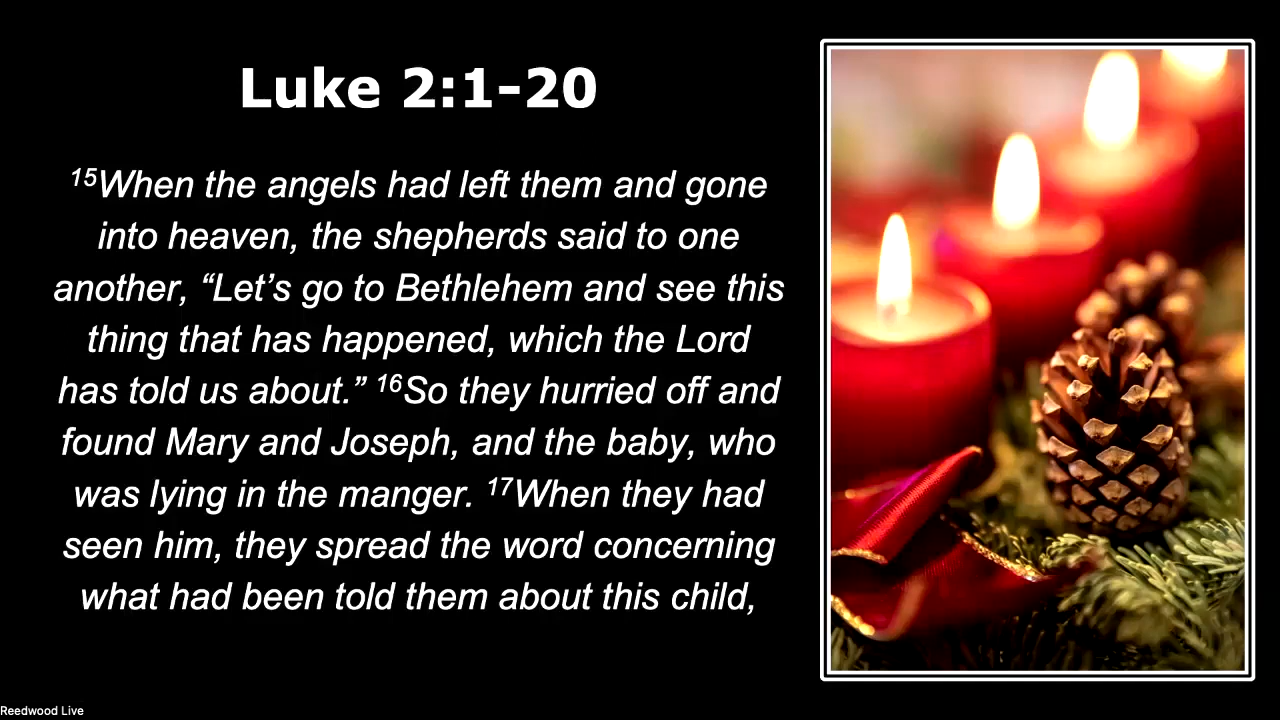 Luke 2:1-20
15When the angels had left them and gone
into heaven, the shepherds said to one
another, “Let’s go to Bethlehem and see this
thing that has happened, which the Lord
has told us about.” 16So they hurried off and
found Mary and Joseph, and the baby, who
was lying in the manger. 17When they had
seen him, they spread the word concerning
what had been told them about this child,
Reedwood Live